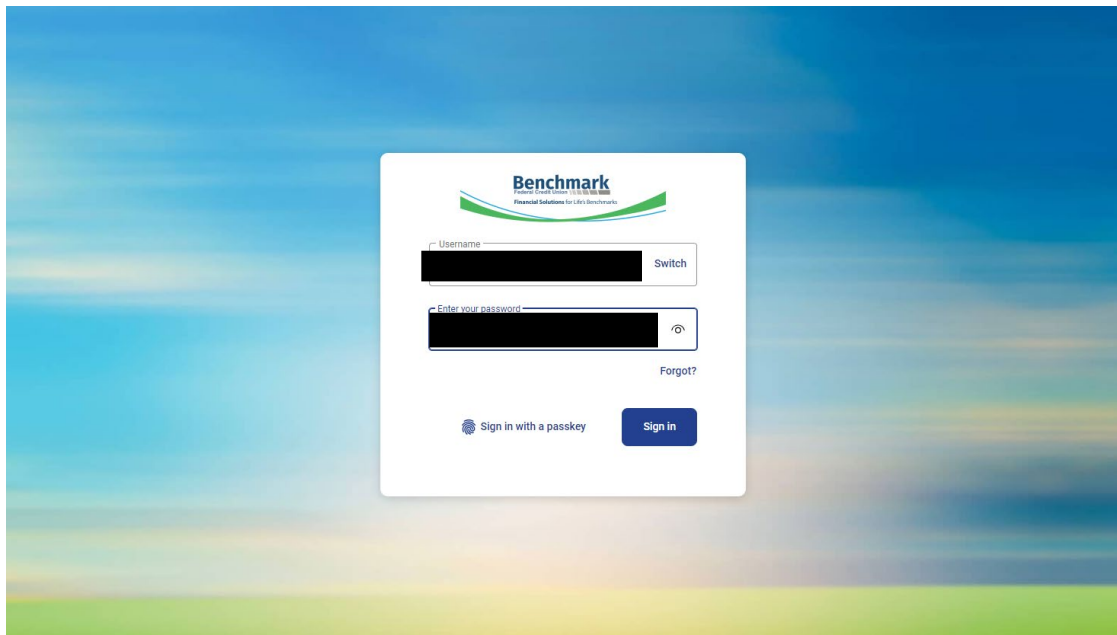 Benchmark
Federal Credit Union
Financial Solutions for Life's Benchmarks
Username
Switch
Enter your password
Forgot?
Sign in with a passkey
Sign in